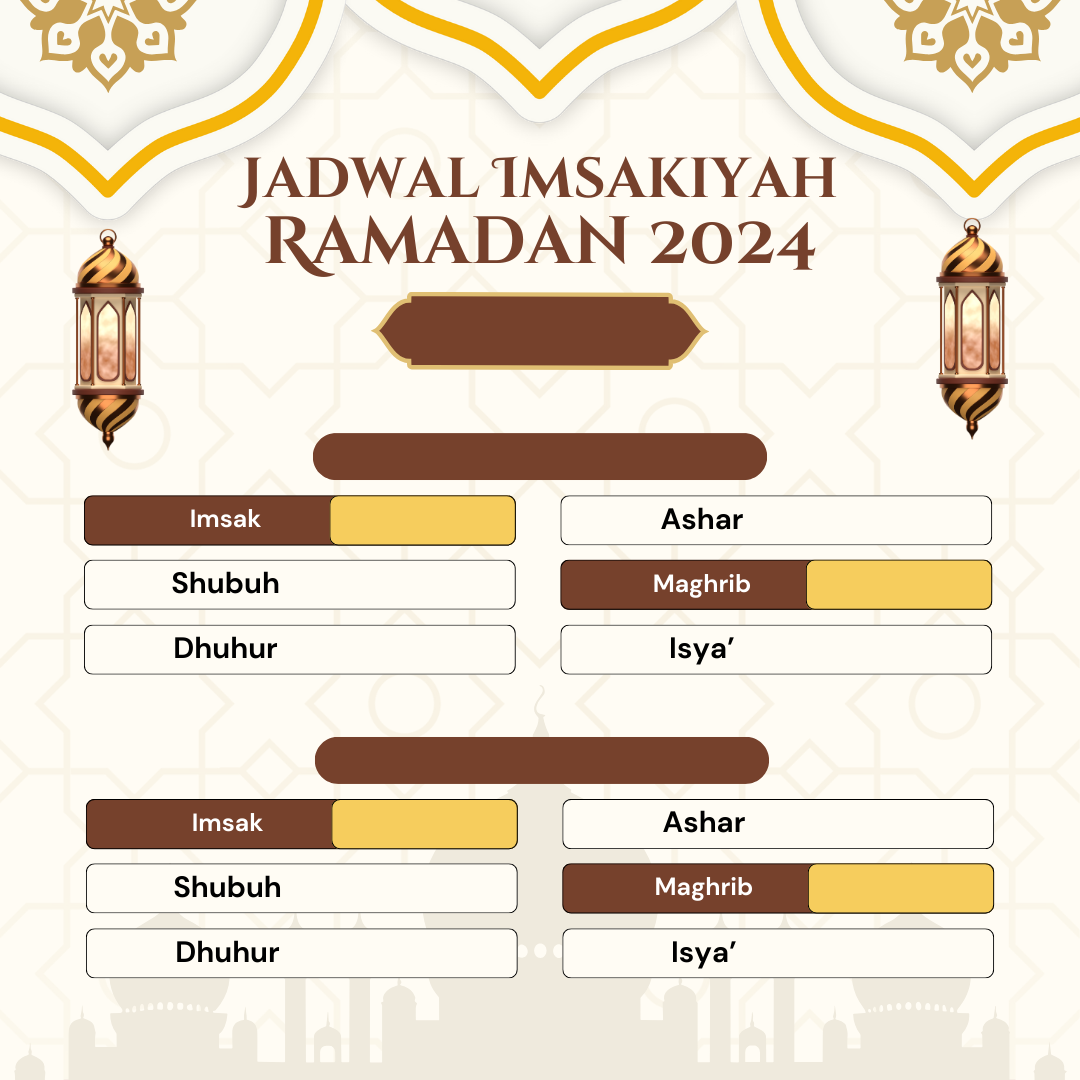 Jadwal Imsakiyah
Ramadan 2024
Imsak
Ashar
Shubuh
Maghrib
Dhuhur
Isya’
Imsak
Ashar
Shubuh
Maghrib
Dhuhur
Isya’